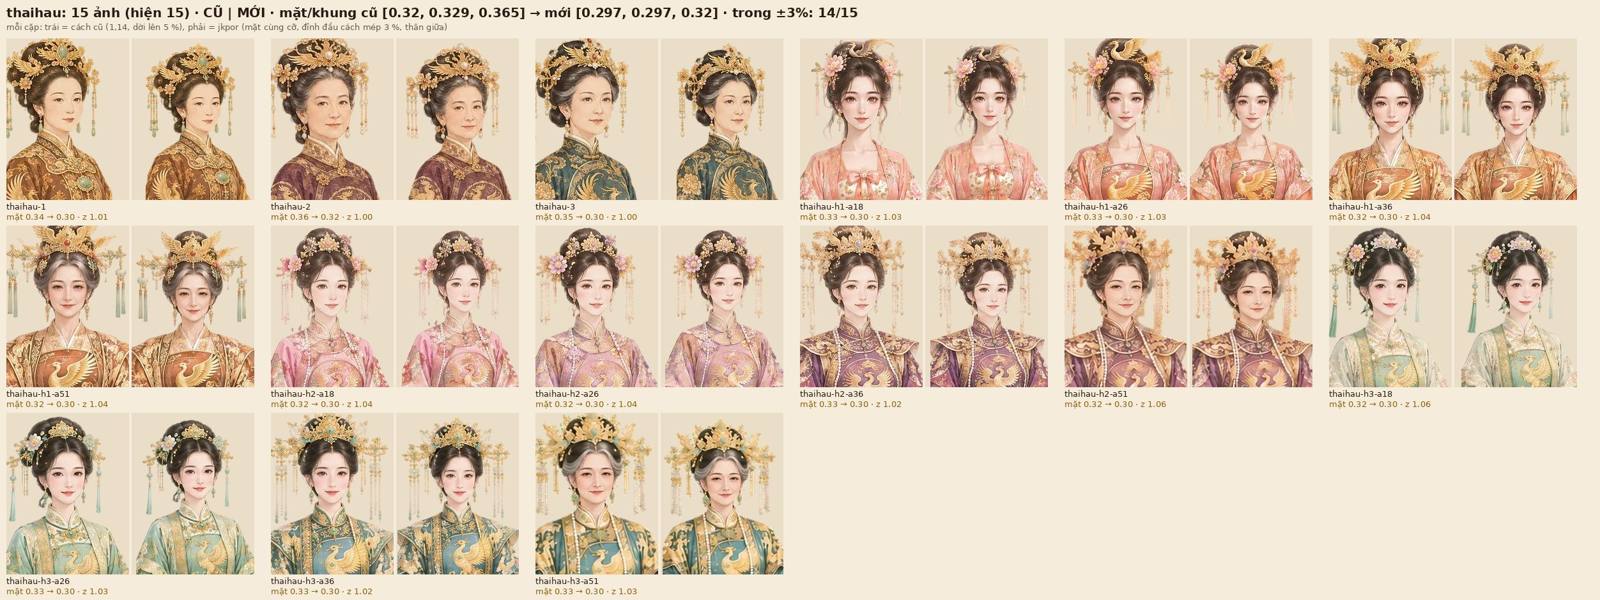 thaihau: 15 ảnh (hiện 15) · CŨ | MỚI · mặt/khung cũ [0.32, 0.329, 0.365] → mới [0.297, 0.297, 0.32] · trong ±3%: 14/15
mỗi cặp: trái = cách cũ (1,14, dời lên 5 %), phải = jkpor (mặt cùng cỡ, đỉnh đầu cách mép 3 %, thân giữa)
thaihau-1
mặt 0.34 → 0.30 · z 1.01
thaihau-2
mặt 0.36 → 0.32 · z 1.00
thaihau-3
mặt 0.35 → 0.30 · z 1.00
thaihau-h1-a18
mặt 0.33 → 0.30 · z 1.03
thaihau-h1-a26
mặt 0.33 → 0.30 · z 1.03
thaihau-h1-a36
mặt 0.32 → 0.30 · z 1.04
thaihau-h1-a51
mặt 0.32 → 0.30 · z 1.04
thaihau-h2-a18
mặt 0.32 → 0.30 · z 1.04
thaihau-h2-a26
mặt 0.32 → 0.30 · z 1.04
thaihau-h2-a36
mặt 0.33 → 0.30 · z 1.02
thaihau-h2-a51
mặt 0.32 → 0.30 · z 1.06
thaihau-h3-a18
mặt 0.32 → 0.30 · z 1.06
thaihau-h3-a26
mặt 0.33 → 0.30 · z 1.03
thaihau-h3-a36
mặt 0.33 → 0.30 · z 1.02
thaihau-h3-a51
mặt 0.33 → 0.30 · z 1.03